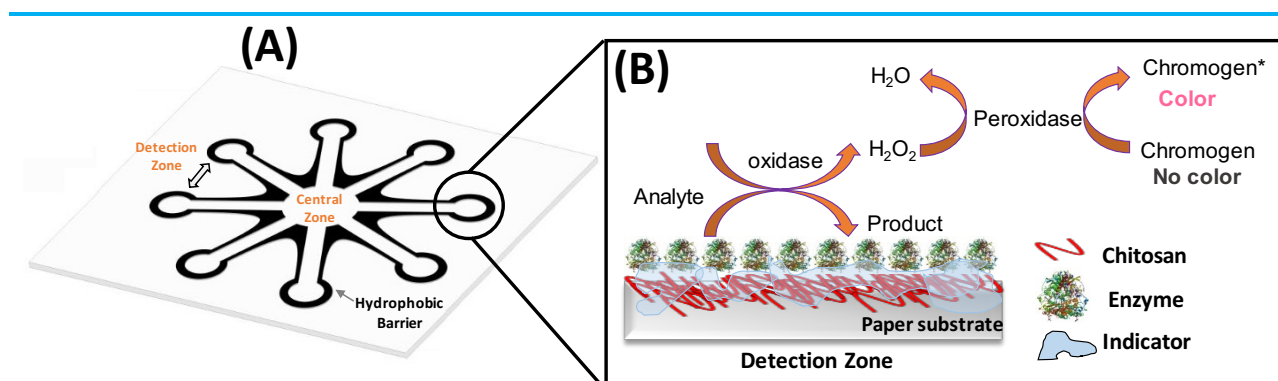 (A)
Detection
Zone
Central
Zone
Hydrophobic
Barrier
(B)
H₂O
Peroxidase
Chromogen*
Color
oxidase
H₂O₂
Chromogen
No color
Analyte
Product
Paper substrate
Detection Zone
Chitosan
Enzyme
Indicator